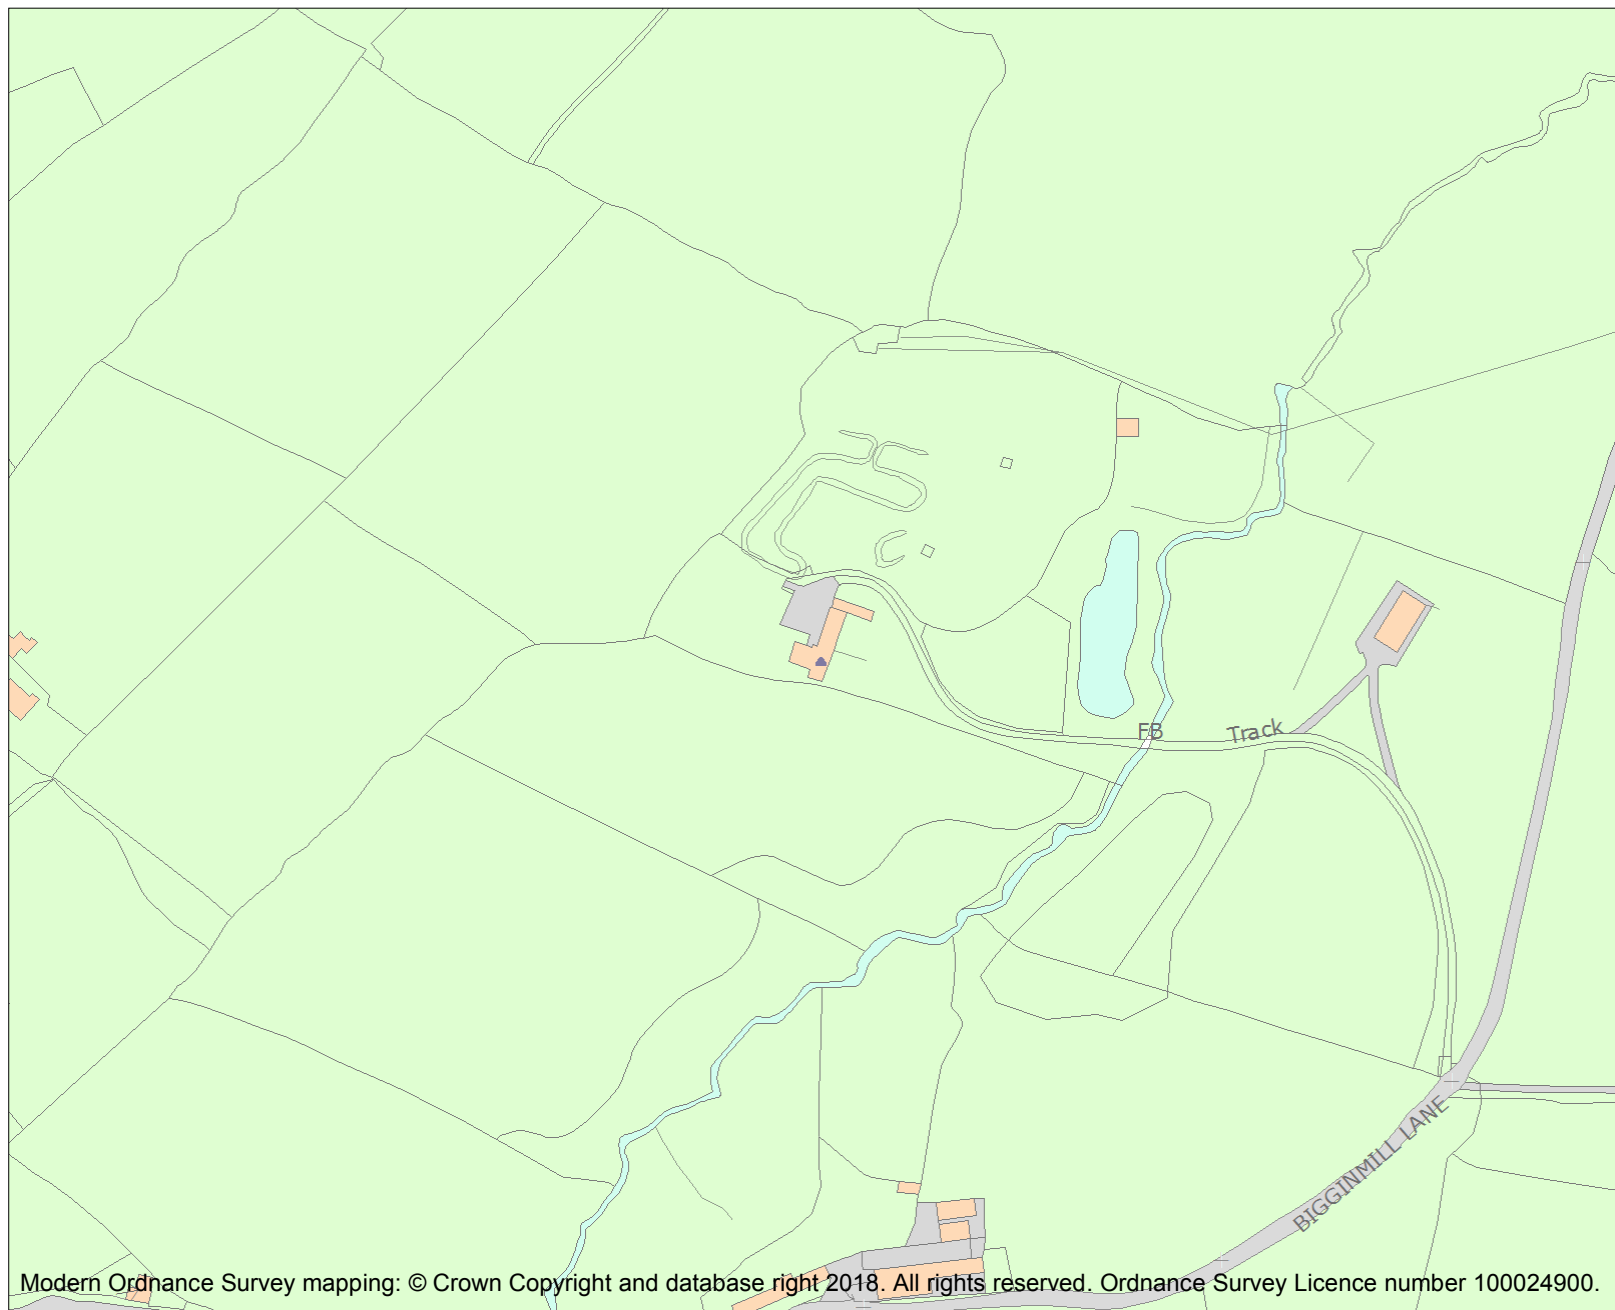 FB
Track
BIGGINMILL LANE
Modern Ordnance Survey mapping: © Crown Copyright and database right 2018. All rights reserved. Ordnance Survey Licence number 100024900.